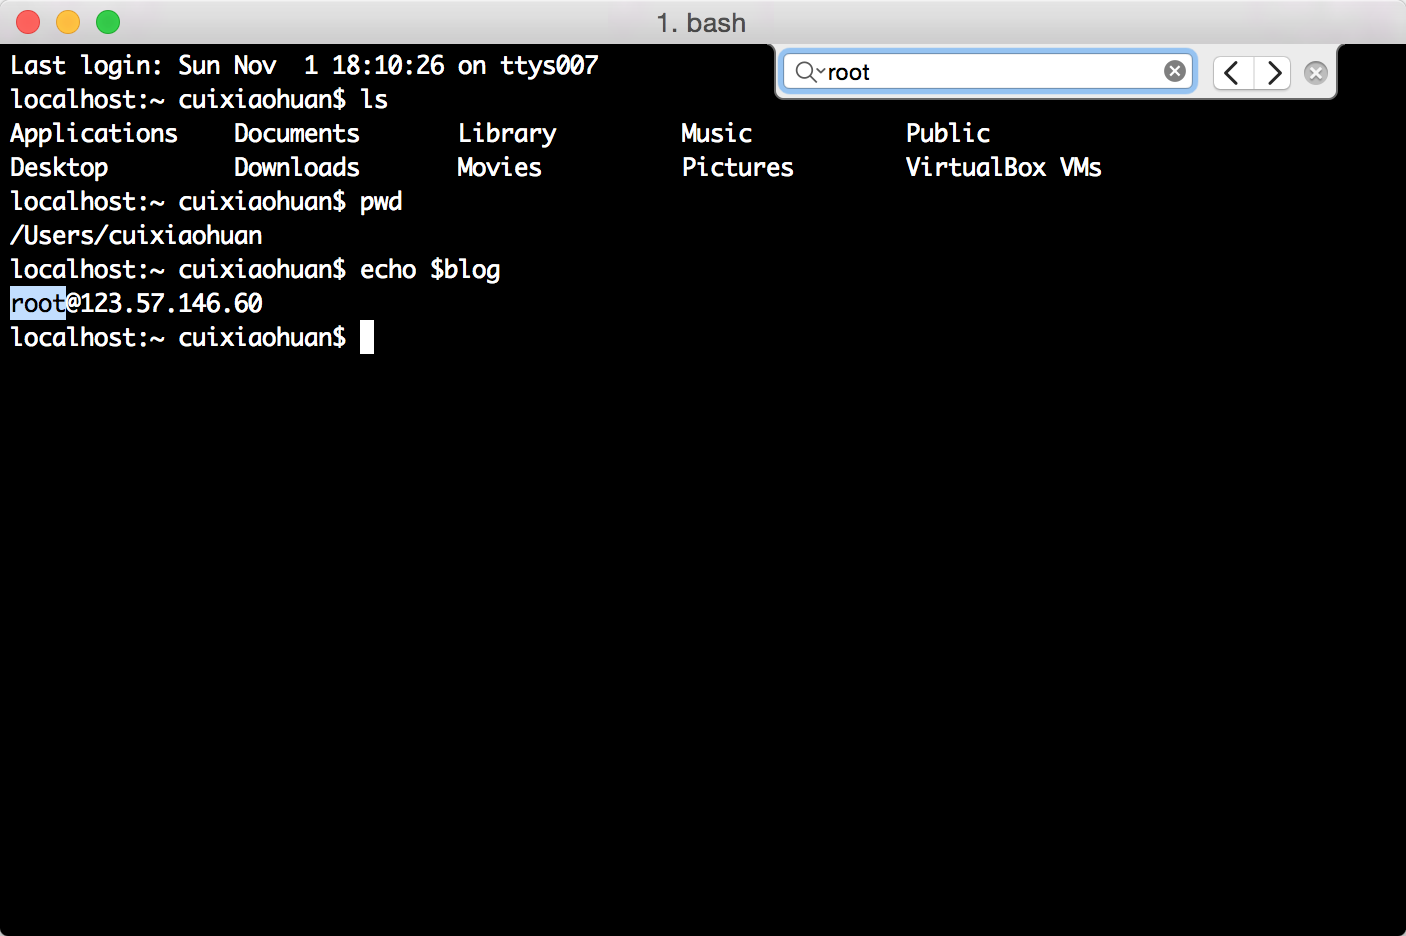 1. bash
Last login: Sun Nov  1 18:10:26 on ttys007
root
localhost:~ cuixiaohuan$ ls
Applications    Documents       Library         Music           Public
Desktop         Downloads       Movies          Pictures        VirtualBox VMs
localhost:~ cuixiaohuan$ pwd
/Users/cuixiaohuan
localhost:~ cuixiaohuan$ echo $blog
root@123.57.146.60
localhost:~ cuixiaohuan$